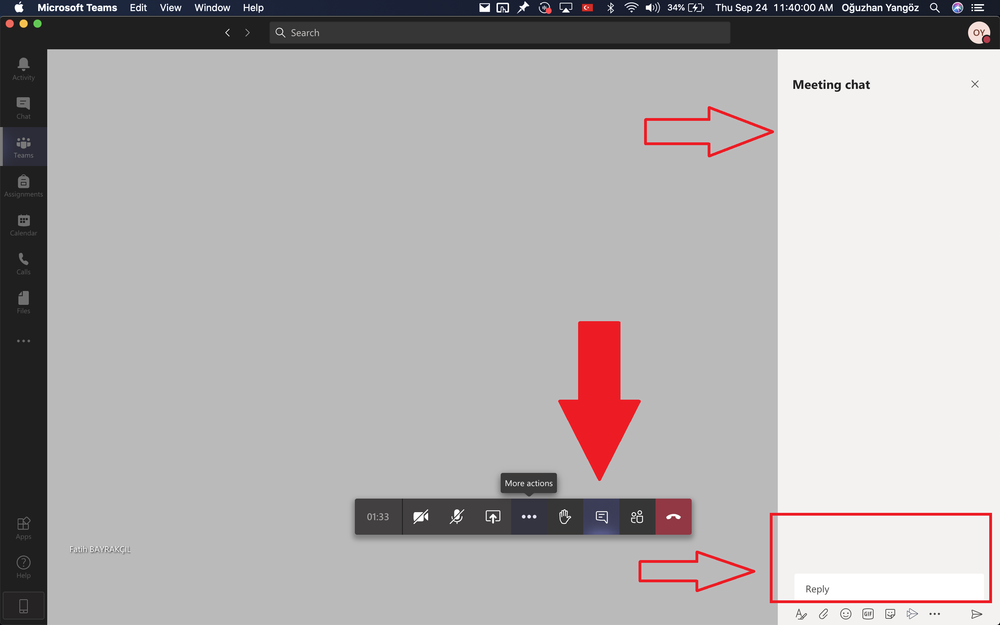 Microsoft Teams Edit View Window Help 34% Thu Sep 24 11:40:00 AM Oğuzhan Yangöz
Search
OY
Activity
Chat
Teams
Assignments
Calendar
Calls
Files
Apps
Help
Meeting chat
More actions
01:33
Fatih BAYRAKÇIL
Reply
GIF